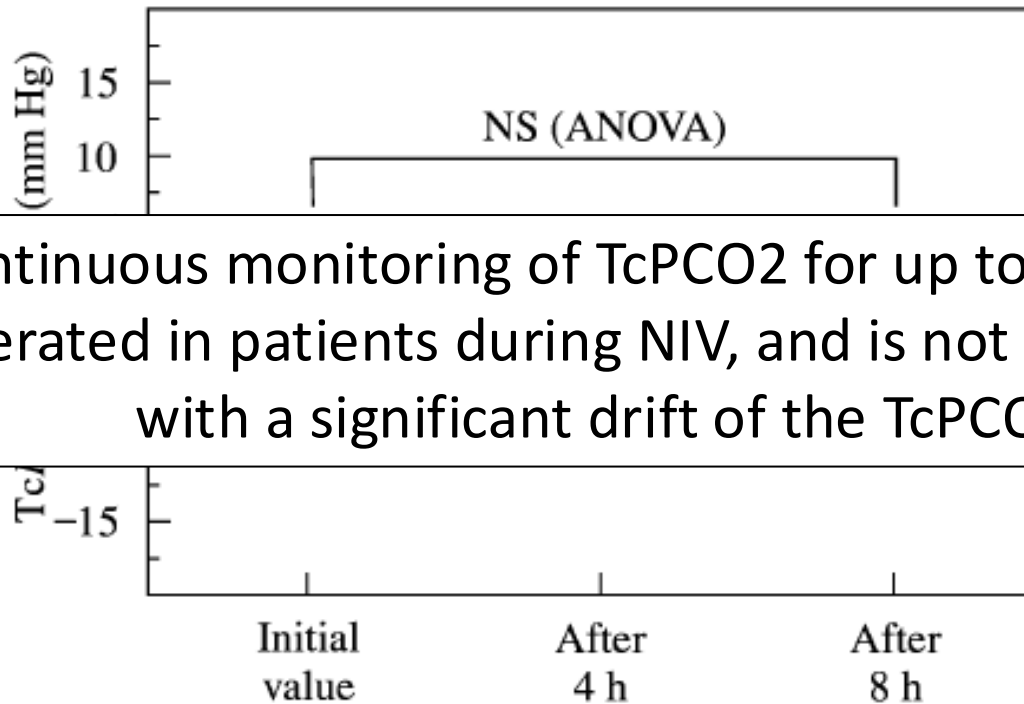 (mm Hg)
15
10
NS (ANOVA)
ntinuous monitoring of TcPCO2 for up to
erated in patients during NIV, and is not
with a significant drift of the TcPCO
Tc
−15
Initial
value
After
4 h
After
8 h